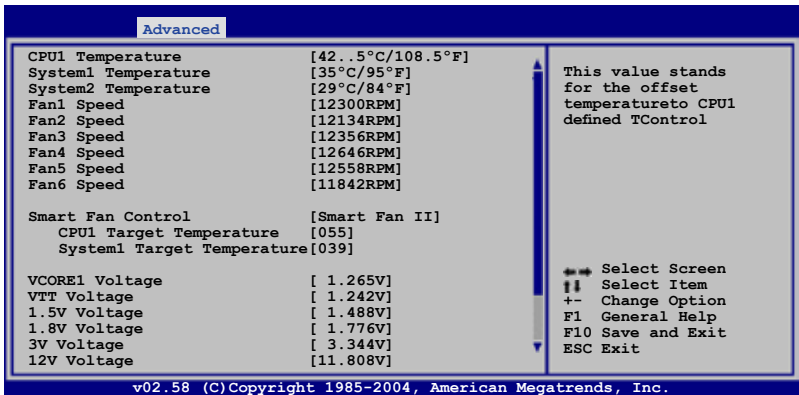 Advanced
CPU1 Temperature [42..5°C/108.5°F]
System1 Temperature [35°C/95°F]
System2 Temperature [29°C/84°F]
Fan1 Speed [12300RPM]
Fan2 Speed [12134RPM]
Fan3 Speed [12356RPM]
Fan4 Speed [12646RPM]
Fan5 Speed [12558RPM]
Fan6 Speed [11842RPM]
Smart Fan Control [Smart Fan II]
CPU1 Target Temperature [055]
System1 Target Temperature[039]
VCORE1 Voltage [ 1.265V]
VTT Voltage [ 1.242V]
1.5V Voltage [ 1.488V]
1.8V Voltage [ 1.776V]
3V Voltage [ 3.344V]
12V Voltage [11.808V]
This value stands
for the offset
temperatureto CPU1
defined TControl
Select Screen
Select Item
+- Change Option
F1 General Help
F10 Save and Exit
ESC Exit
v02.58 (C)Copyright 1985-2004, American Megatrends, Inc.